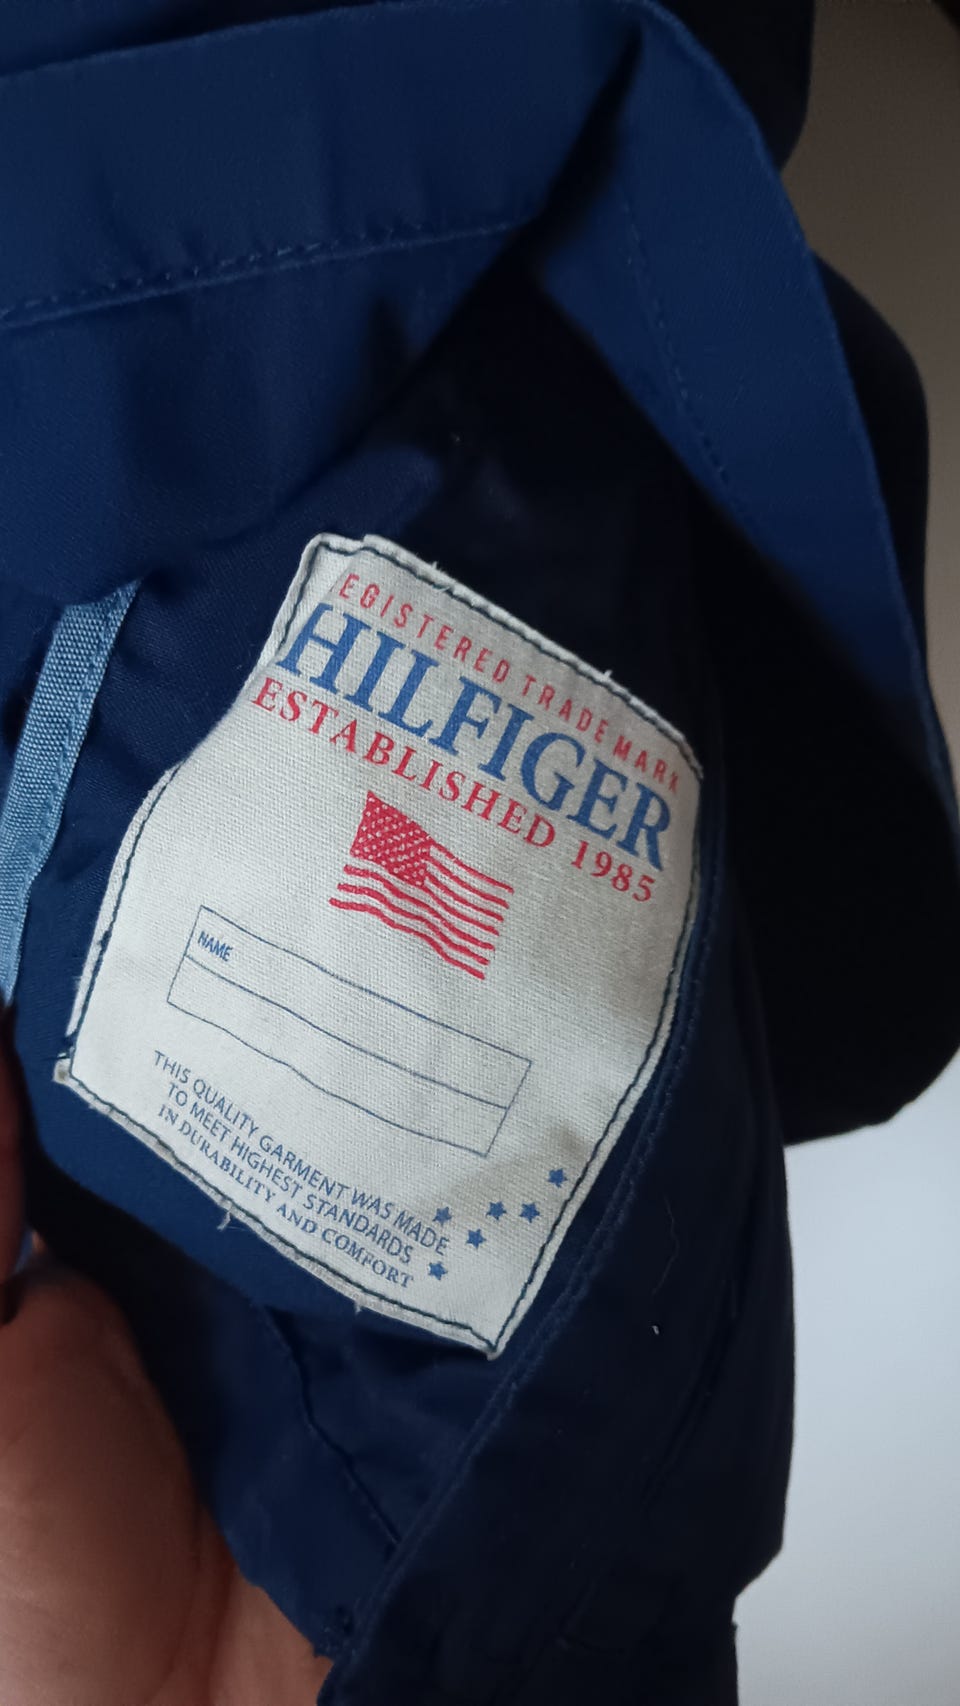 REGISTERED TRADE MARK
HILFIGER
ESTABLISHED 1985
NAME
THIS QUALITY GARMENT WAS MADE
TO MEET HIGHEST STANDARDS
IN DURABILITY AND COMFORT